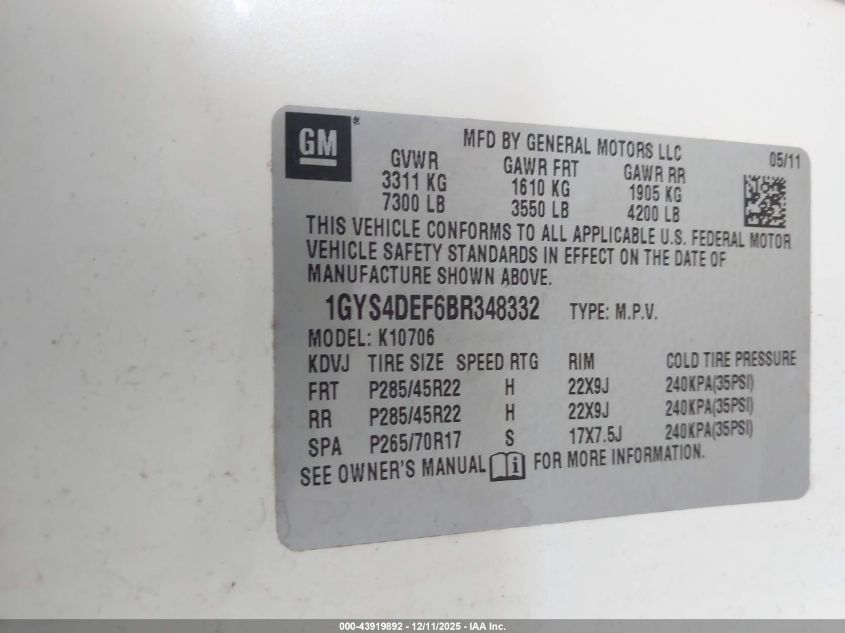 GM ®
MFD BY GENERAL MOTORS LLC 05/11
GVWR GAWR FRT GAWR RR
3311 KG 1610 KG 1905 KG
7300 LB 3550 LB 4200 LB
THIS VEHICLE CONFORMS TO ALL APPLICABLE U.S. FEDERAL MOTOR
VEHICLE SAFETY STANDARDS IN EFFECT ON THE DATE OF
MANUFACTURE SHOWN ABOVE.
1GYS4DEF6BR348332 TYPE: M.P.V.
MODEL: K10706
KDVJ TIRE SIZE SPEED RTG RIM COLD TIRE PRESSURE
FRT P285/45R22 H 22X9J 240KPA(35PSI)
RR P285/45R22 H 22X9J 240KPA(35PSI)
SPA P265/70R17 S 17X7.5J 240KPA(35PSI)
SEE OWNER'S MANUAL FOR MORE INFORMATION.
000-43919892 - 12/11/2025 - IAA Inc.